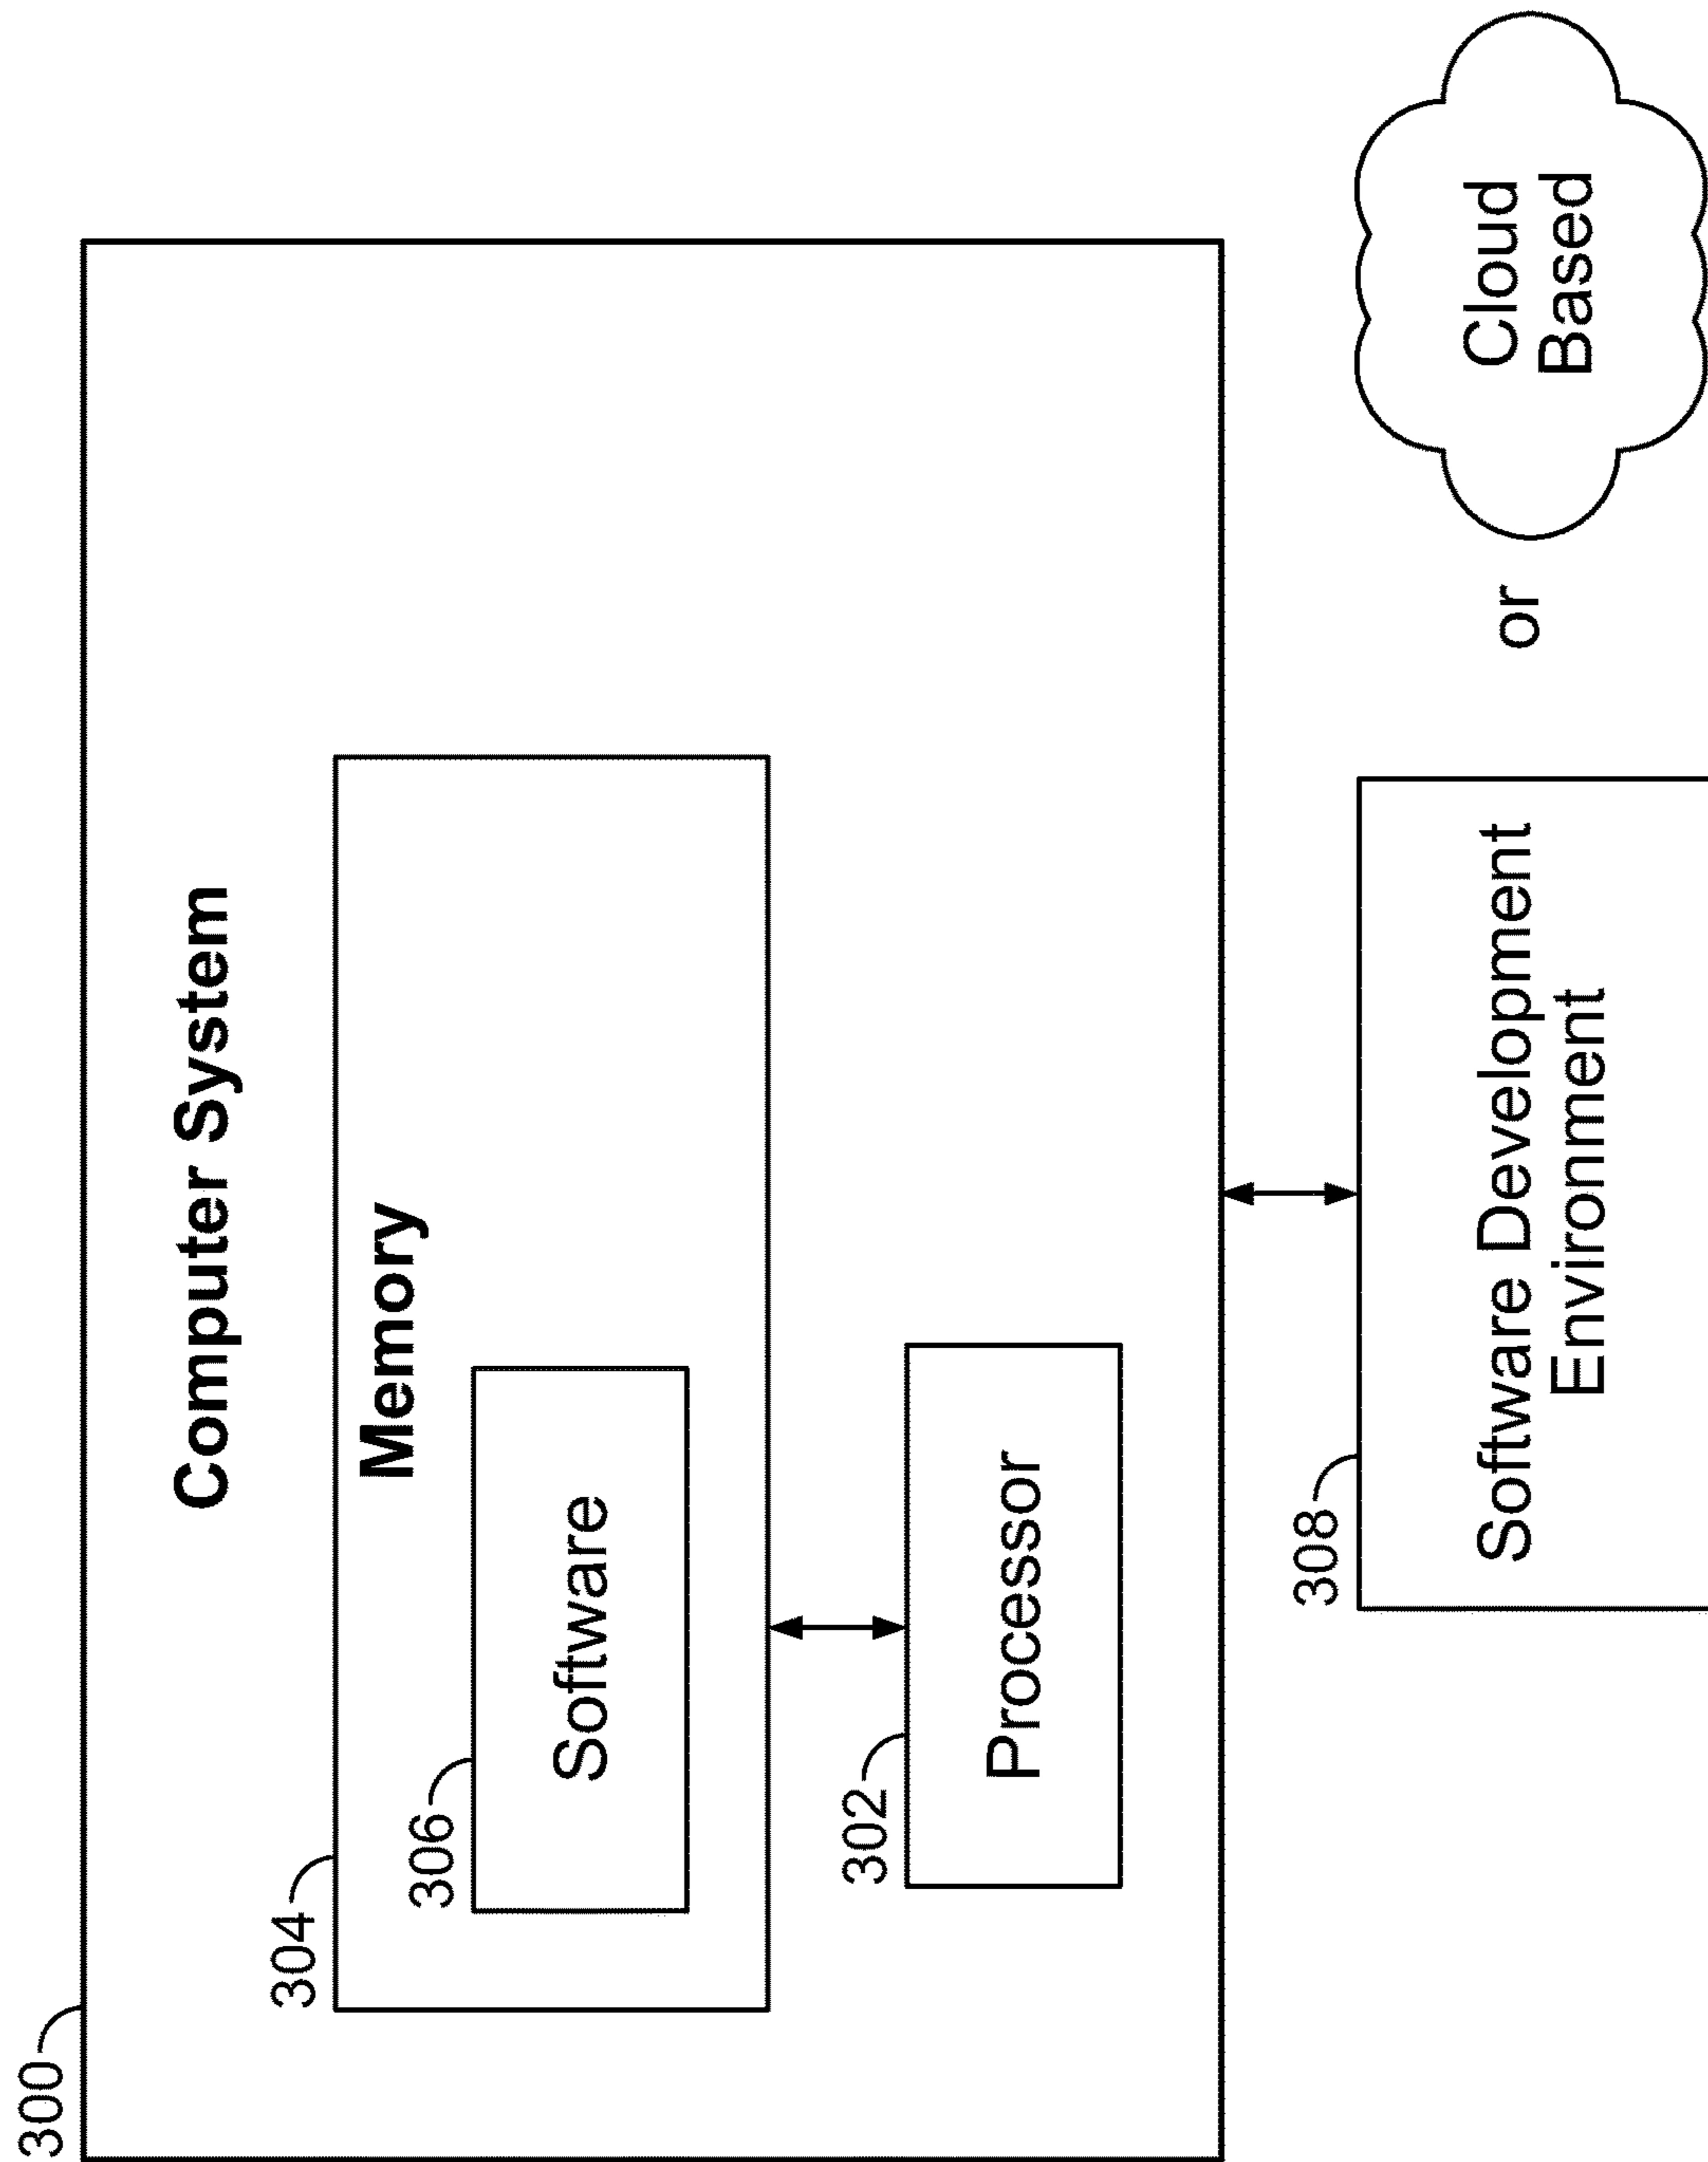 300
Computer System
304
Memory
306
Software
302
Processor
308
Software Development
Environment
or
Cloud
Based